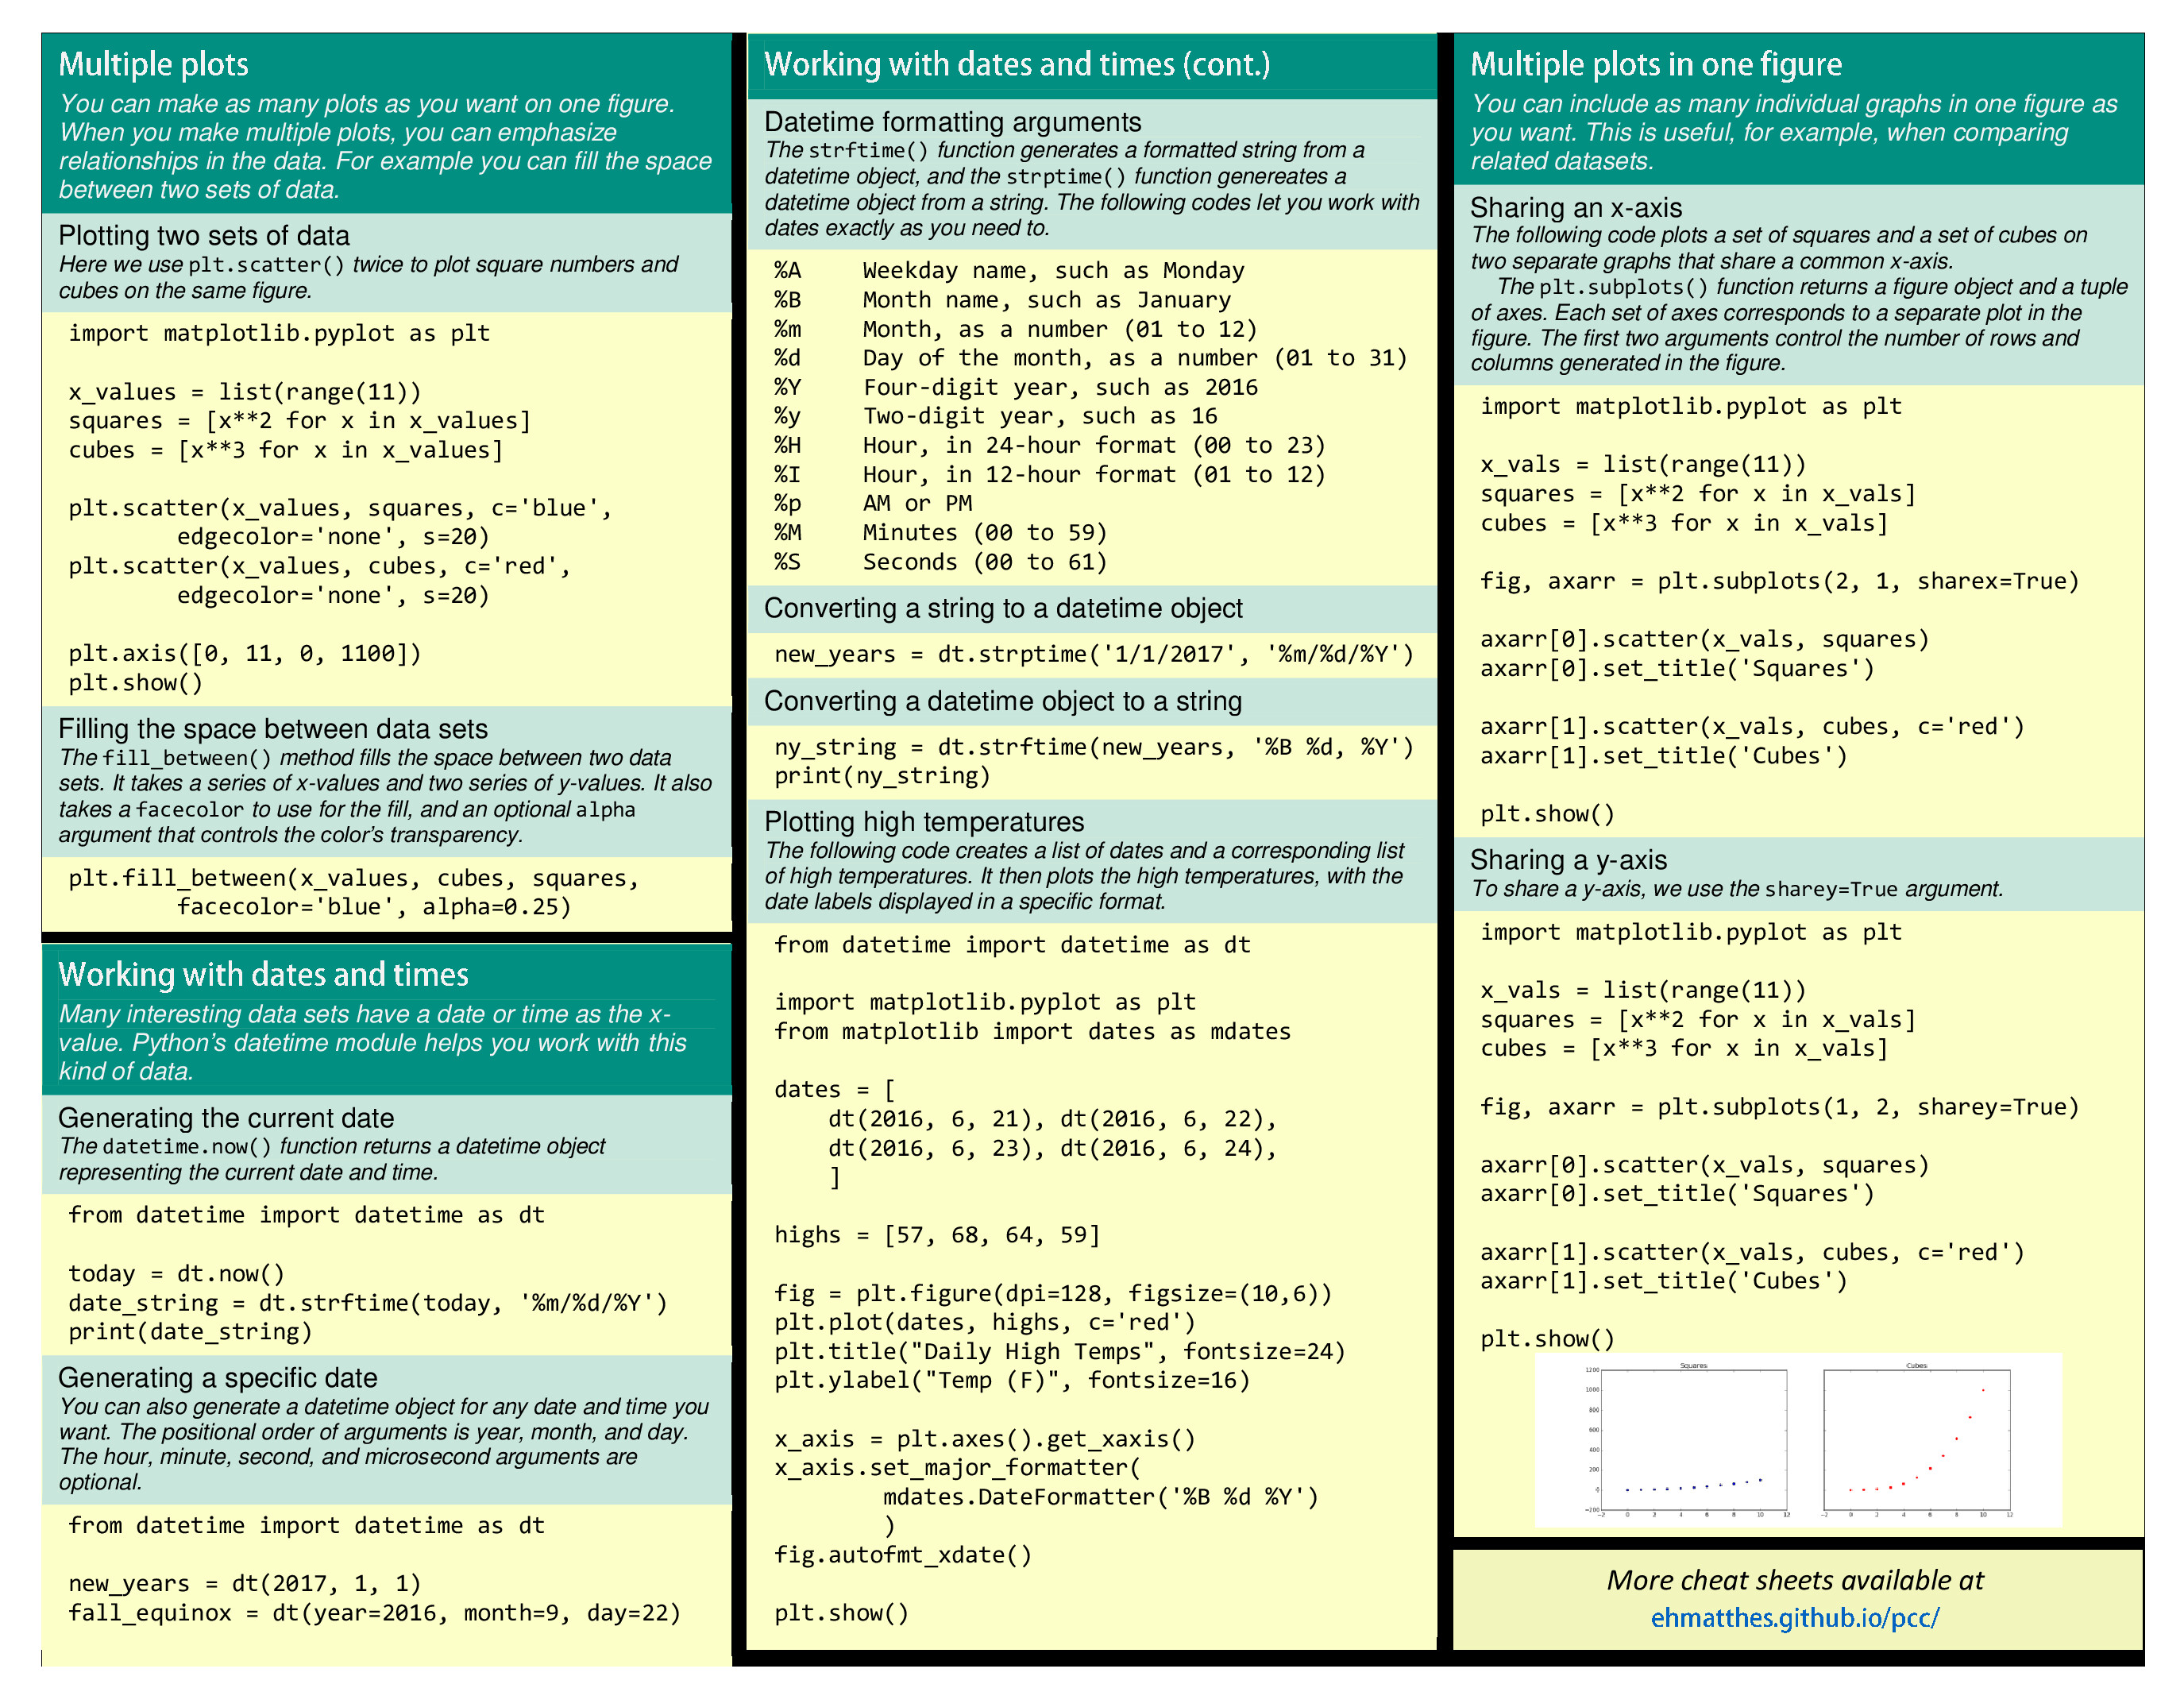 Multiple plots
You can make as many plots as you want on one figure.
When you make multiple plots, you can emphasize
relationships in the data. For example you can fill the space
between two sets of data.
Plotting two sets of data
Here we use plt.scatter() twice to plot square numbers and
cubes on the same figure.
import matplotlib.pyplot as plt
x_values = list(range(11))
squares = [x**2 for x in x_values]
cubes = [x**3 for x in x_values]
plt.scatter(x_values, squares, c='blue',
edgecolor='none', s=20)
plt.scatter(x_values, cubes, c='red',
edgecolor='none', s=20)
plt.axis([0, 11, 0, 1100])
plt.show()
Filling the space between data sets
The fill_between() method fills the space between two data
sets. It takes a series of x-values and two series of y-values. It also
takes a facecolor to use for the fill, and an optional alpha
argument that controls the color’s transparency.
plt.fill_between(x_values, cubes, squares,
facecolor='blue', alpha=0.25)
Working with dates and times
Many interesting data sets have a date or time as the x-
value. Python’s datetime module helps you work with this
kind of data.
Generating the current date
The datetime.now() function returns a datetime object
representing the current date and time.
from datetime import datetime as dt
today = dt.now()
date_string = dt.strftime(today, '%m/%d/%Y')
print(date_string)
Generating a specific date
You can also generate a datetime object for any date and time you
want. The positional order of arguments is year, month, and day.
The hour, minute, second, and microsecond arguments are
optional.
from datetime import datetime as dt
new_years = dt(2017, 1, 1)
fall_equinox = dt(year=2016, month=9, day=22)
Working with dates and times (cont.)
Datetime formatting arguments
The strftime() function generates a formatted string from a
datetime object, and the strptime() function genereates a
datetime object from a string. The following codes let you work with
dates exactly as you need to.
%A Weekday name, such as Monday
%B Month name, such as January
%m Month, as a number (01 to 12)
%d Day of the month, as a number (01 to 31)
%Y Four-digit year, such as 2016
%y Two-digit year, such as 16
%H Hour, in 24-hour format (00 to 23)
%I Hour, in 12-hour format (01 to 12)
%p AM or PM
%M Minutes (00 to 59)
%S Seconds (00 to 61)
Converting a string to a datetime object
new_years = dt.strptime('1/1/2017', '%m/%d/%Y')
Converting a datetime object to a string
ny_string = dt.strftime(new_years, '%B %d, %Y')
print(ny_string)
Plotting high temperatures
The following code creates a list of dates and a corresponding list
of high temperatures. It then plots the high temperatures, with the
date labels displayed in a specific format.
from datetime import datetime as dt
import matplotlib.pyplot as plt
from matplotlib import dates as mdates
dates = [
dt(2016, 6, 21), dt(2016, 6, 22),
dt(2016, 6, 23), dt(2016, 6, 24),
]
highs = [57, 68, 64, 59]
fig = plt.figure(dpi=128, figsize=(10,6))
plt.plot(dates, highs, c='red')
plt.title("Daily High Temps", fontsize=24)
plt.ylabel("Temp (F)", fontsize=16)
x_axis = plt.axes().get_xaxis()
x_axis.set_major_formatter(
mdates.DateFormatter('%B %d %Y')
)
fig.autofmt_xdate()
plt.show()
Multiple plots in one figure
You can include as many individual graphs in one figure as
you want. This is useful, for example, when comparing
related datasets.
Sharing an x-axis
The following code plots a set of squares and a set of cubes on
two separate graphs that share a common x-axis.
The plt.subplots() function returns a figure object and a tuple
of axes. Each set of axes corresponds to a separate plot in the
figure. The first two arguments control the number of rows and
columns generated in the figure.
import matplotlib.pyplot as plt
x_vals = list(range(11))
squares = [x**2 for x in x_vals]
cubes = [x**3 for x in x_vals]
fig, axarr = plt.subplots(2, 1, sharex=True)
axarr[0].scatter(x_vals, squares)
axarr[0].set_title('Squares')
axarr[1].scatter(x_vals, cubes, c='red')
axarr[1].set_title('Cubes')
plt.show()
Sharing a y-axis
To share a y-axis, we use the sharey=True argument.
import matplotlib.pyplot as plt
x_vals = list(range(11))
squares = [x**2 for x in x_vals]
cubes = [x**3 for x in x_vals]
fig, axarr = plt.subplots(1, 2, sharey=True)
axarr[0].scatter(x_vals, squares)
axarr[0].set_title('Squares')
axarr[1].scatter(x_vals, cubes, c='red')
axarr[1].set_title('Cubes')
plt.show()
Squares Cubes
1200
1000
800
600
400
200
0
−200
−2 0 2 4 6 8 10 12 −2 0 2 4 6 8 10 12
More cheat sheets available at
ehmatthes.github.io/pcc/